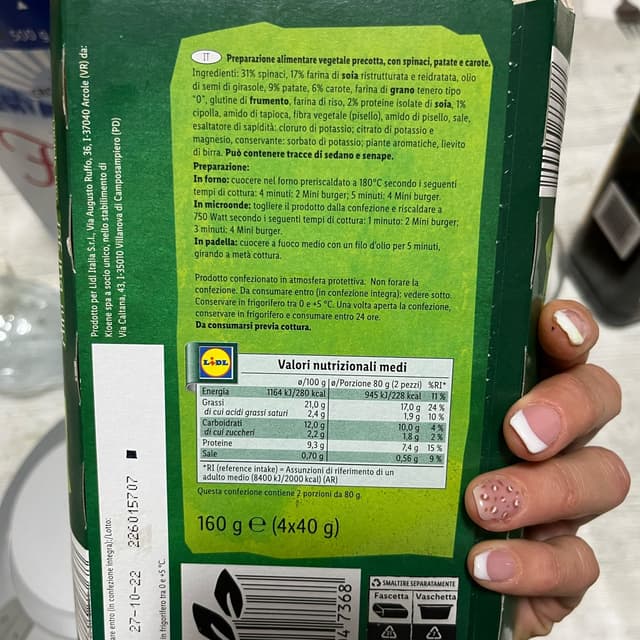 IT Preparazione alimentare vegetale precotta, con spinaci, patate e carote.
Ingredienti: 31% spinaci, 17% farina di soia ristrutturata e reidratata, olio
di semi di girasole, 9% patate, 6% carote, farina di grano tenero tipo
"0", glutine di frumento, farina di riso, 2% proteine isolate di soia, 1%
cipolla, amido di tapioca, fibra vegetale (pisello), amido di pisello, sale,
esaltatore di sapidità: cloruro di potassio; citrato di potassio e
magnesio, conservante: sorbato di potassio; piante aromatiche, lievito
di birra. Può contenere tracce di sedano e senape.
Preparazione:
In forno: cuocere nel forno preriscaldato a 180°C secondo i seguenti
tempi di cottura: 4 minuti: 2 Mini burger; 5 minuti: 4 Mini burger.
In microonde: togliere il prodotto dalla confezione e riscaldare a
750 Watt secondo i seguenti tempi di cottura: 1 minuto: 2 Mini burger;
3 minuti: 4 Mini burger.
In padella: cuocere a fuoco medio con un filo d'olio per 5 minuti,
girando a metà cottura.
Prodotto confezionato in atmosfera protettiva. Non forare la
confezione. Da consumare entro (in confezione integra): vedere sotto.
Conservare in frigorifero tra 0 e +5 °C. Una volta aperta la confezione,
conservare in frigorifero e consumare entro 24 ore.
Da consumarsi previa cottura.
LIDL
Valori nutrizionali medi
ø/100 g ø/Porzione 80 g (2 pezzi) %RI*
Energia 1164 kJ/280 kcal 945 kJ/228 kcal 11 %
Grassi 21,0 g 17,0 g 24 %
di cui acidi grassi saturi 2,4 g 1,9 g 10 %
Carboidrati 12,0 g 10,0 g 4 %
di cui zuccheri 2,2 g 1,8 g 2 %
Proteine 9,3 g 7,4 g 15 %
Sale 0,70 g 0,56 g 9 %
*RI (reference intake) = Assunzioni di riferimento di un
adulto medio (8400 kJ/2000 kcal) (AR)
Questa confezione contiene 2 porzioni da 80 g.
160 g e (4x40 g)
SMALTIRE SEPARATAMENTE
Fascetta Vaschetta
47368
Prodotto per Lidl Italia S.r.l., Via Augusto Ruffo, 36, I-37040 Arcole (VR) da:
Kioene spa a socio unico, nello stabilimento di
Via Caltana, 43, I-35010 Villanova di Camposampiero (PD)
entro (in confezione integra):/Lotto:
27-10-22 226015707
in frigorifero tra 0 e +5 °C.
500 g